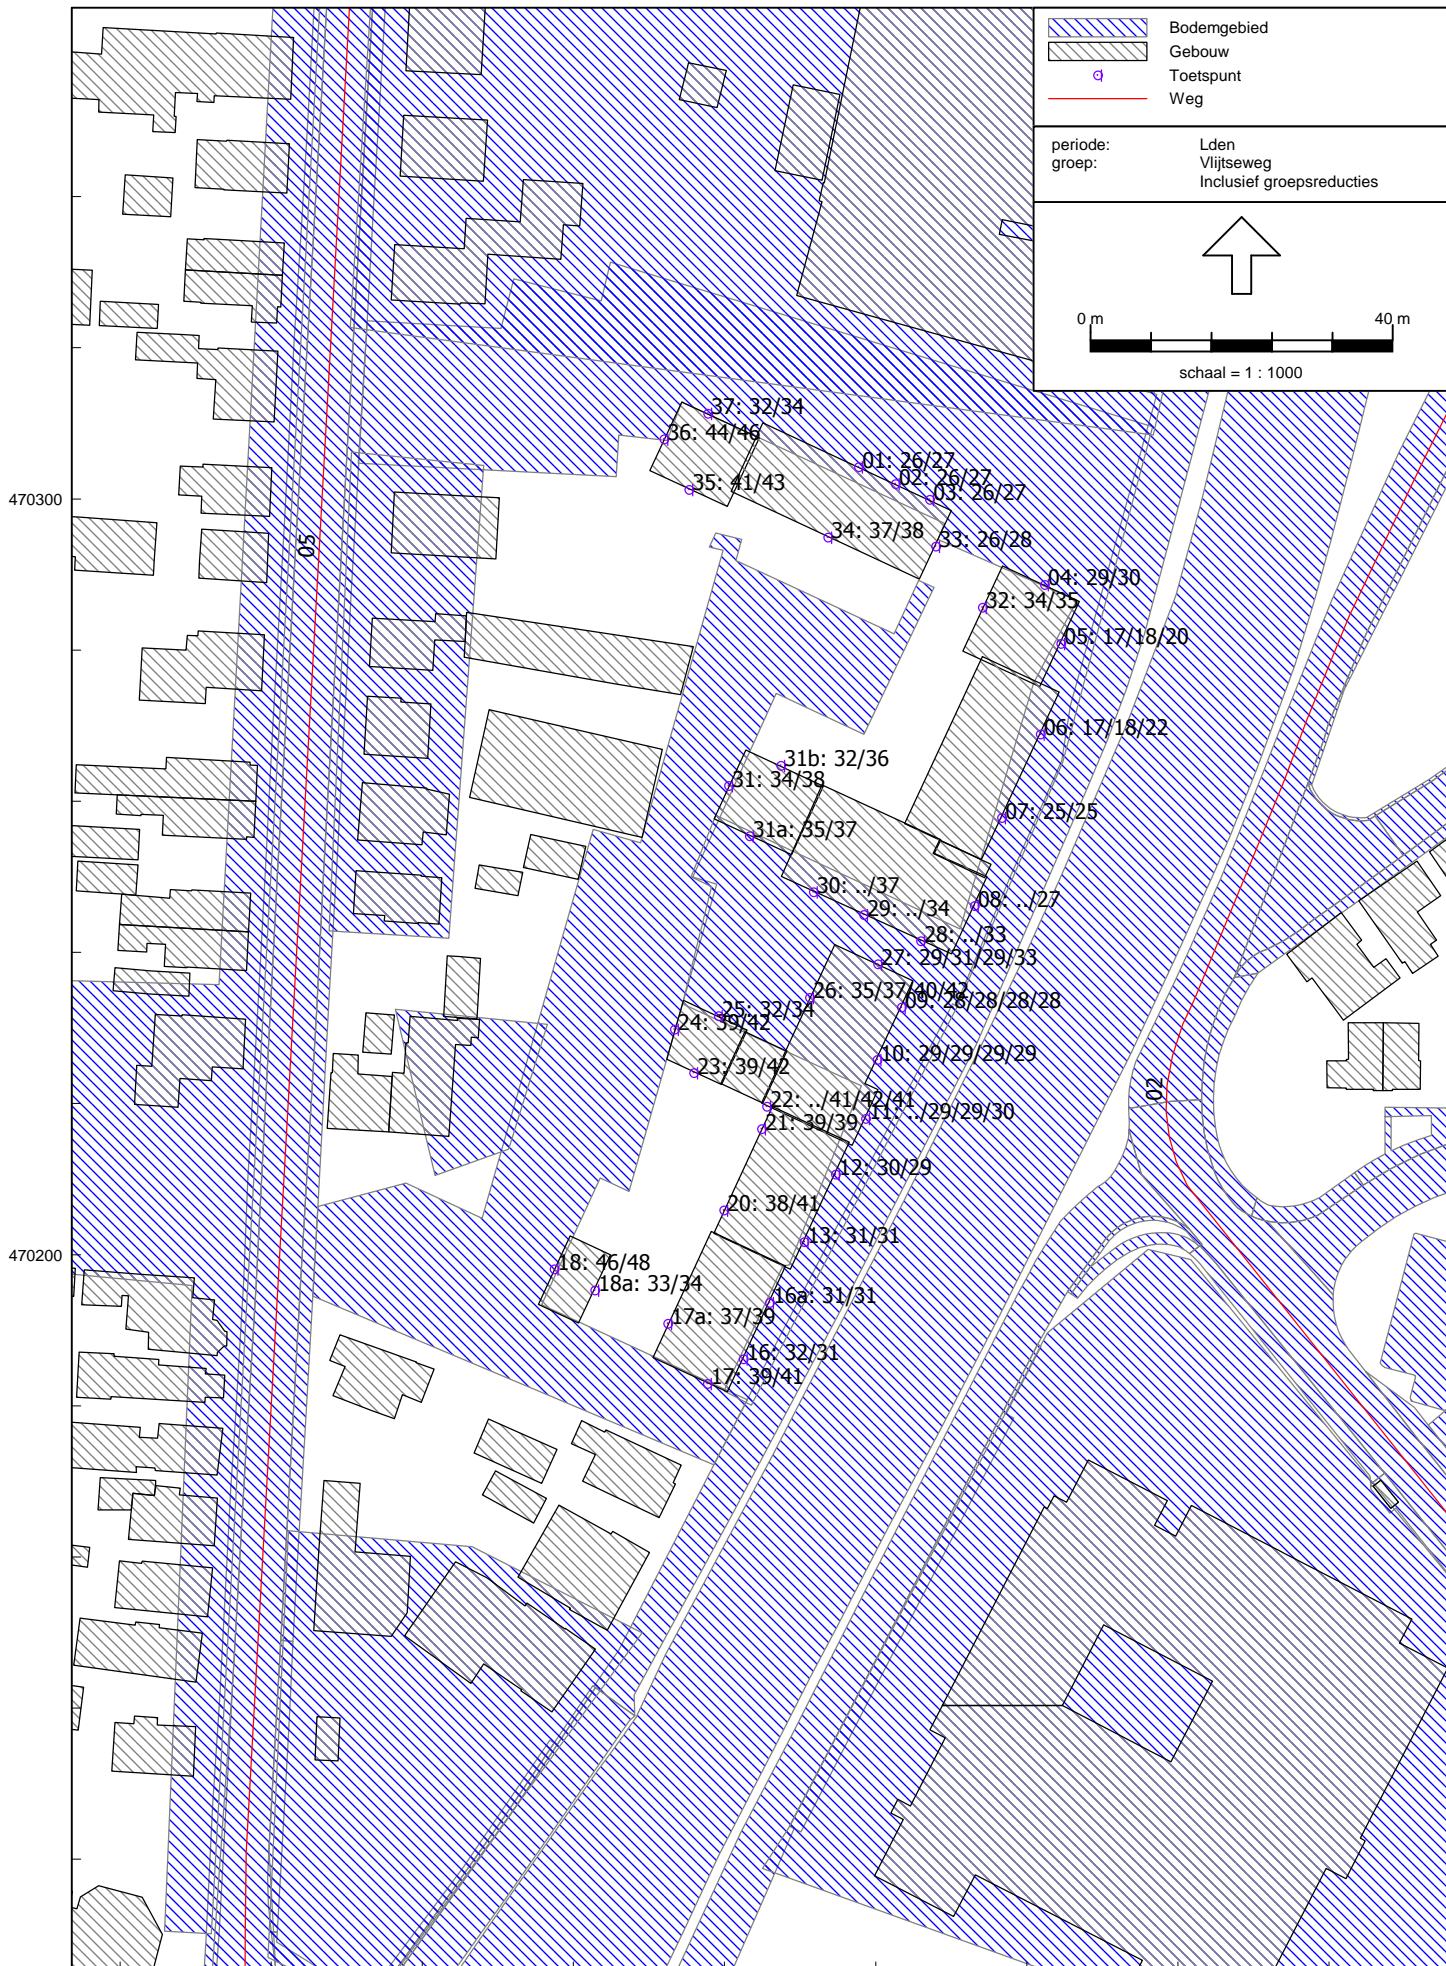 Bodemgebied
Gebouw
Toetspunt
Weg
periode: Lden
groep: Vlijtseweg
Inclusief groepsreducties
0 m 40 m
schaal = 1 : 1000
37: 32/34
36: 44/46
01: 26/27
02: 26/27
35: 41/43
03: 26/27
470300
34: 37/38
05
33: 26/28
04: 29/30
32: 34/35
05: 17/18/20
06: 17/18/22
31b: 32/36
31: 34/38
07: 25/25
31a: 35/37
30: ../37
08: ../27
29: ../34
28: ../33
27: 29/31/29/33
26: 35/37/40/42
09: 28/28/28/28
25: 32/34
24: 39/42
10: 29/29/29/29
23: 39/42
02
22: ../41/42/41
11: ../29/29/30
21: 39/39
12: 30/29
20: 38/41
13: 31/31
470200
18: 46/48
18a: 33/34
16a: 31/31
17a: 37/39
16: 32/31
17: 39/41